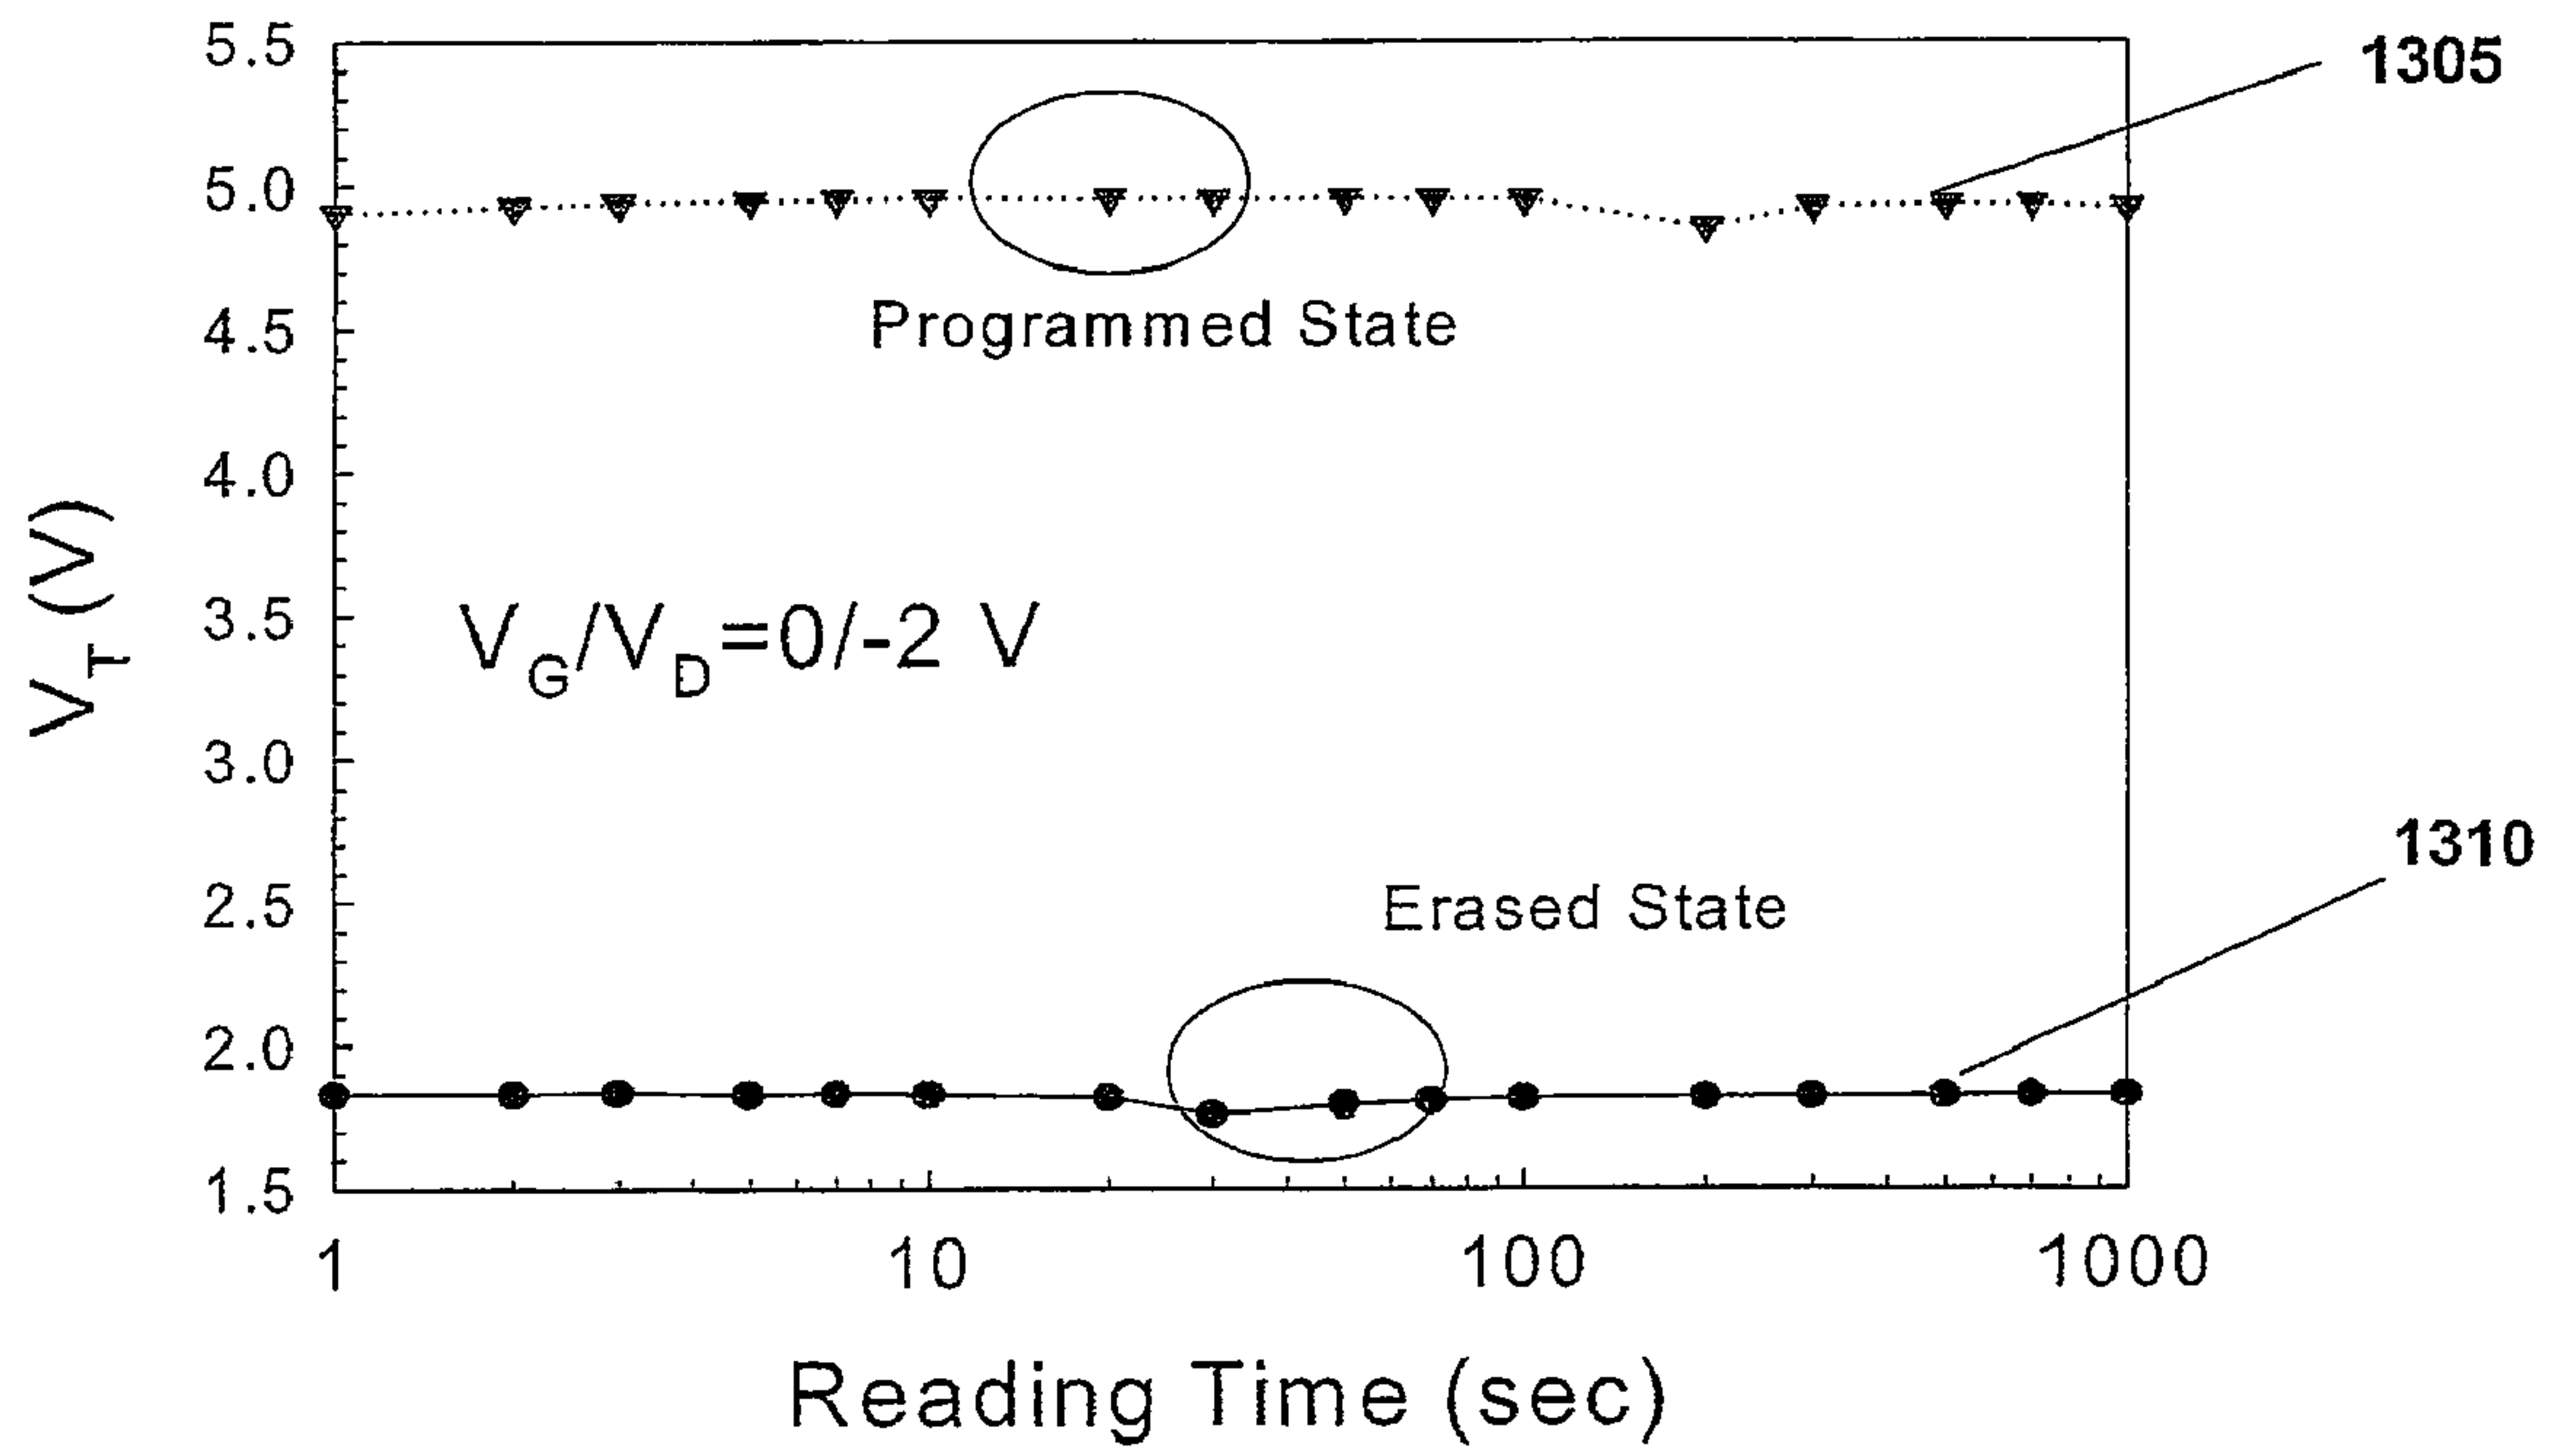 5.5
5.0
4.5
4.0
3.5
3.0
2.5
2.0
1.5
V_T (V)
1305
Programmed State
V_G/V_D=0/-2 V
1310
Erased State
1 10 100 1000
Reading Time (sec)